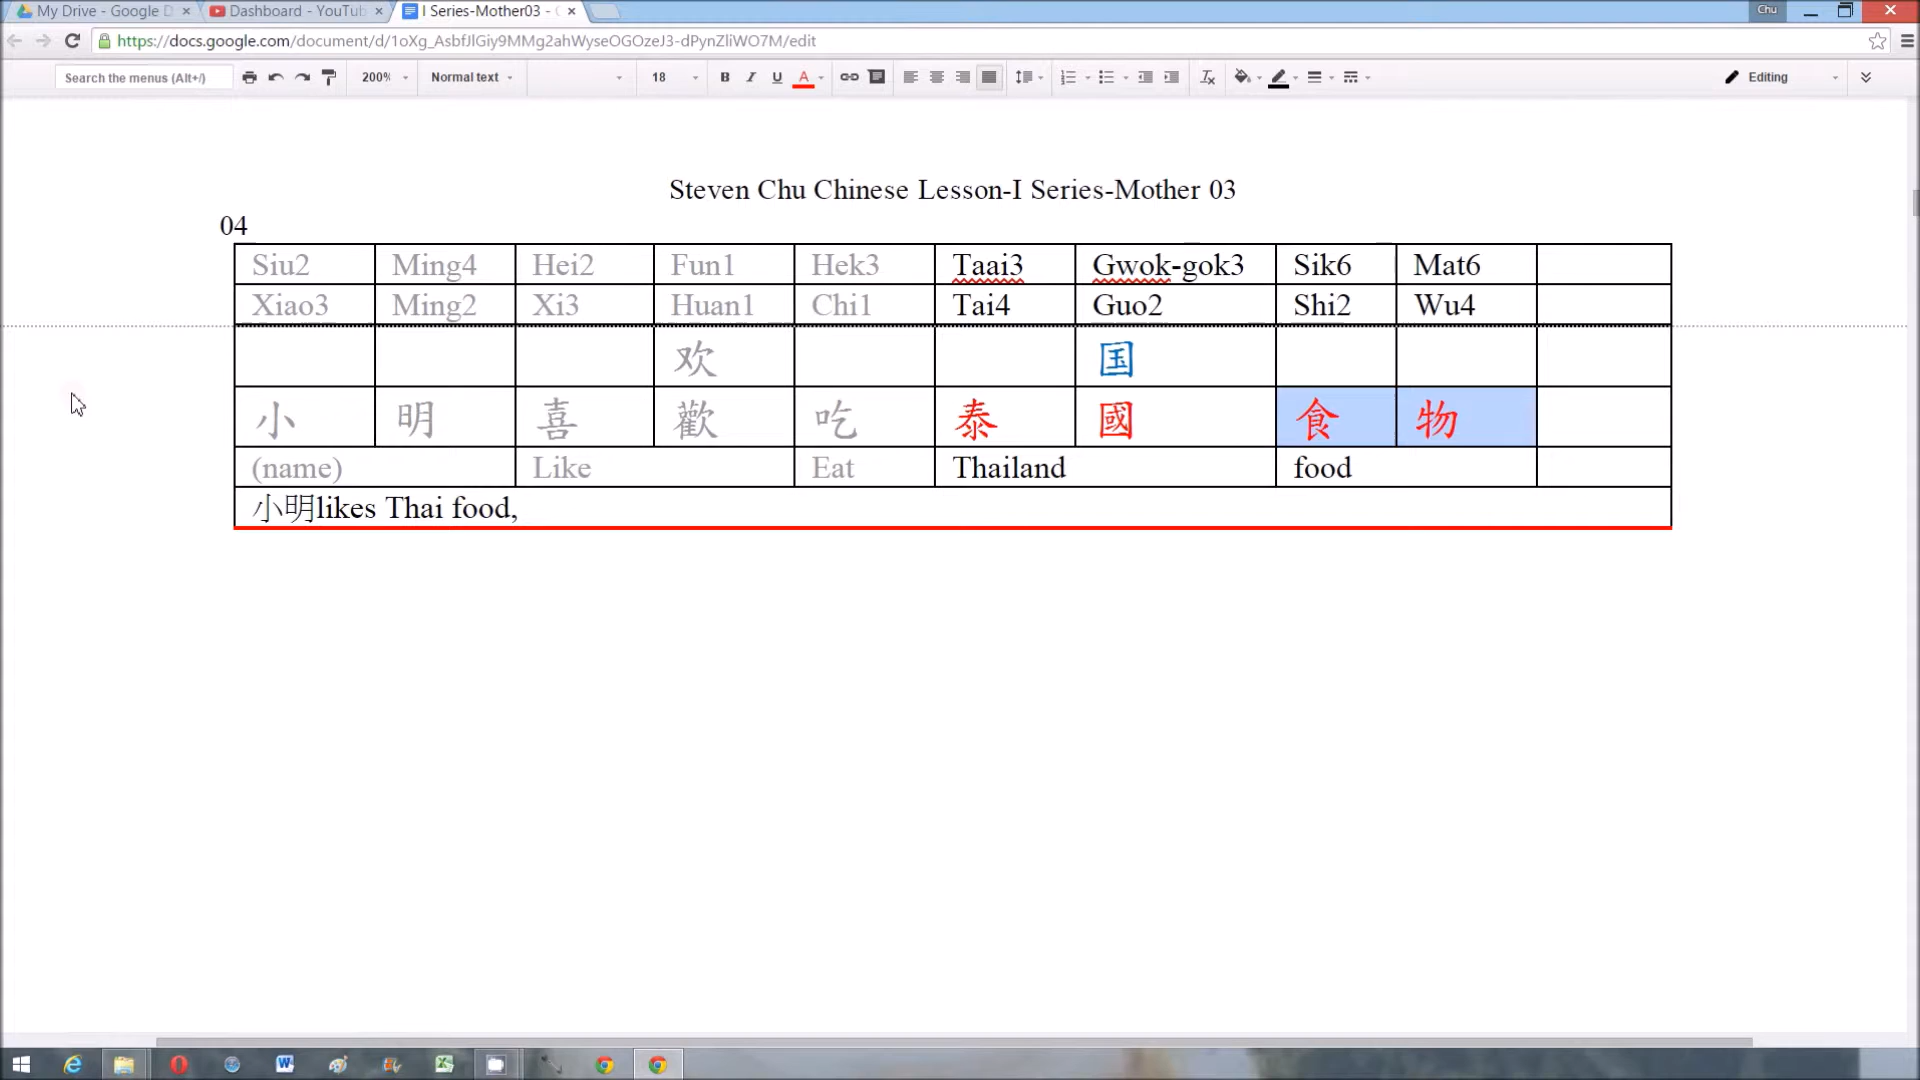 My Drive - Google D
Dashboard - YouTub
I Series-Mother03 - G
Chu
https://docs.google.com/document/d/1oXg_AsbfJlGiy9MMg2ahWyseOGOzeJ3-dPynZliWO7M/edit
Search the menus (Alt+/)
200%
Normal text
18
B
I
U
A
Editing
Steven Chu Chinese Lesson-I Series-Mother 03
04
Siu2 Ming4 Hei2 Fun1 Hek3 Taai3 Gwok-gok3 Sik6 Mat6
Xiao3 Ming2 Xi3 Huan1 Chi1 Tai4 Guo2 Shi2 Wu4
欢 国
小 明 喜 歡 吃 泰 國 食 物
(name) Like Eat Thailand food
小明likes Thai food,